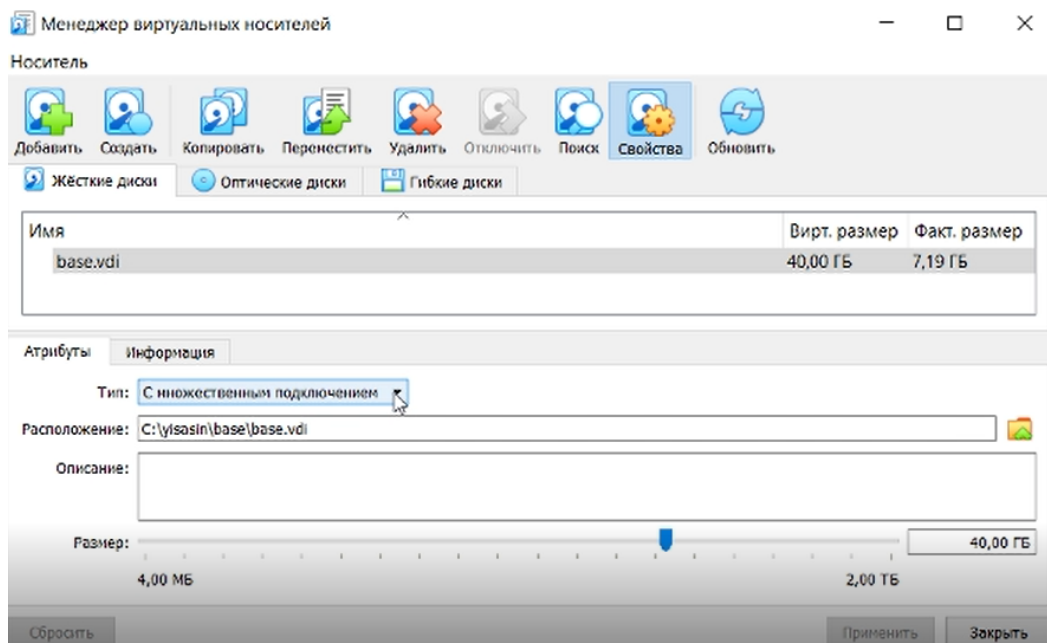 Менеджер виртуальных носителей
Носитель
Добавить Создать Копировать Переместить Удалить Отключить Поиск Свойства Обновить
Жёсткие диски Оптические диски Гибкие диски
Имя Вирт. размер Факт. размер
base.vdi 40,00 ГБ 7,19 ГБ
Атрибуты Информация
Тип: С множественным подключением
Расположение: C:\yisasin\base\base.vdi
Описание:
Размер: 40,00 ГБ
4,00 МБ 2,00 ТБ
Сбросить Применить Закрыть